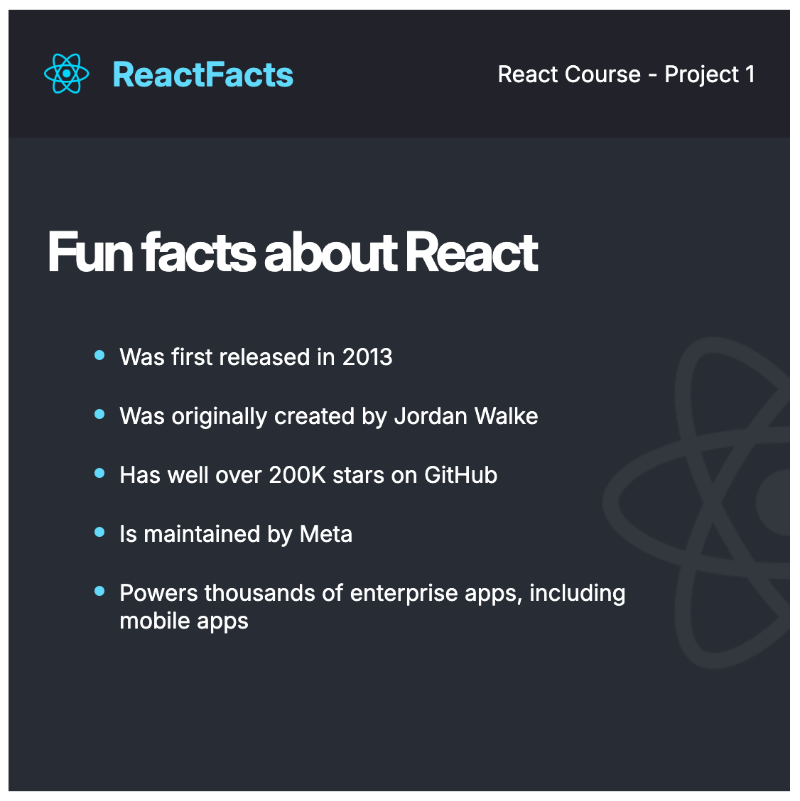 ReactFacts
React Course - Project 1
Fun facts about React
Was first released in 2013
Was originally created by Jordan Walke
Has well over 200K stars on GitHub
Is maintained by Meta
Powers thousands of enterprise apps, including
mobile apps